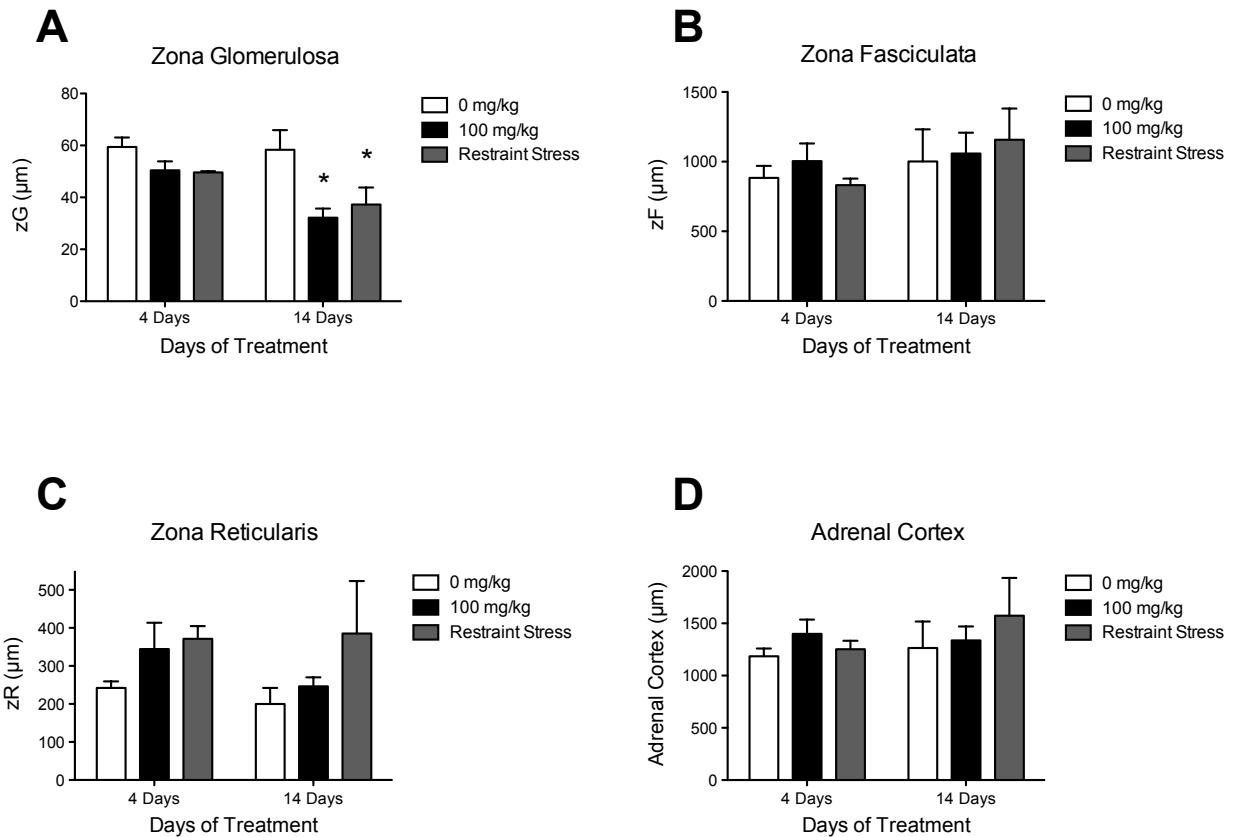 A
Zona Glomerulosa
80
60
40
20
0
zG (µm)
*
*
4 Days
14 Days
Days of Treatment
0 mg/kg
100 mg/kg
Restraint Stress
B
Zona Fasciculata
1500
1000
500
0
zF (µm)
4 Days
14 Days
Days of Treatment
0 mg/kg
100 mg/kg
Restraint Stress
C
Zona Reticularis
500
400
300
200
100
0
zR (µm)
4 Days
14 Days
Days of Treatment
0 mg/kg
100 mg/kg
Restraint Stress
D
Adrenal Cortex
2000
1500
1000
500
0
Adrenal Cortex (µm)
4 Days
14 Days
Days of Treatment
0 mg/kg
100 mg/kg
Restraint Stress